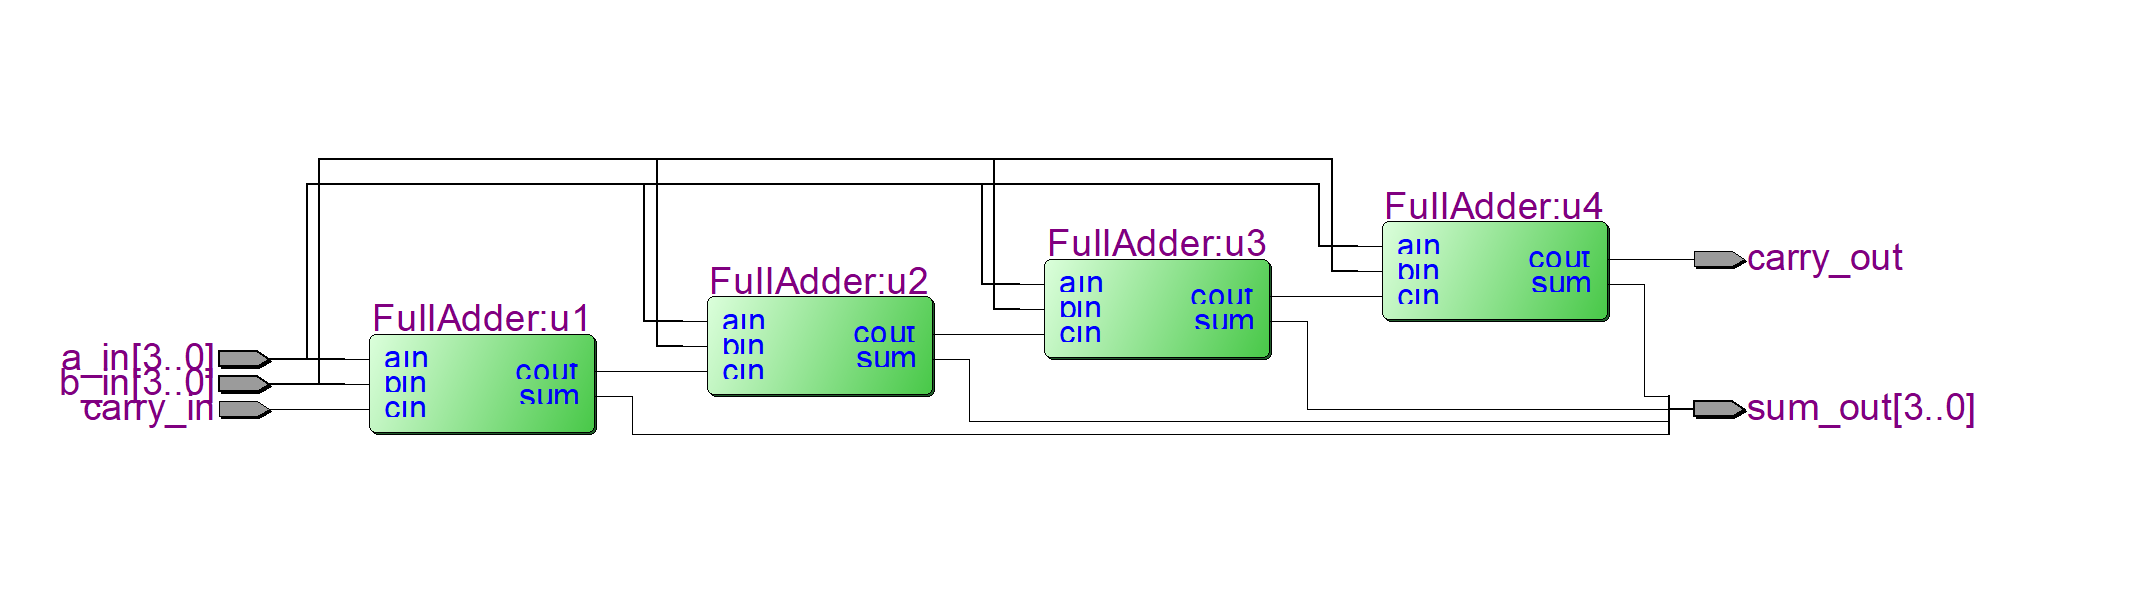 FullAdder:u4
ain
bin
cin
cout
sum
carry_out
FullAdder:u3
ain
bin
cin
cout
sum
FullAdder:u2
ain
bin
cin
cout
sum
FullAdder:u1
ain
bin
cin
cout
sum
a_in[3..0]
b_in[3..0]
carry_in
sum_out[3..0]